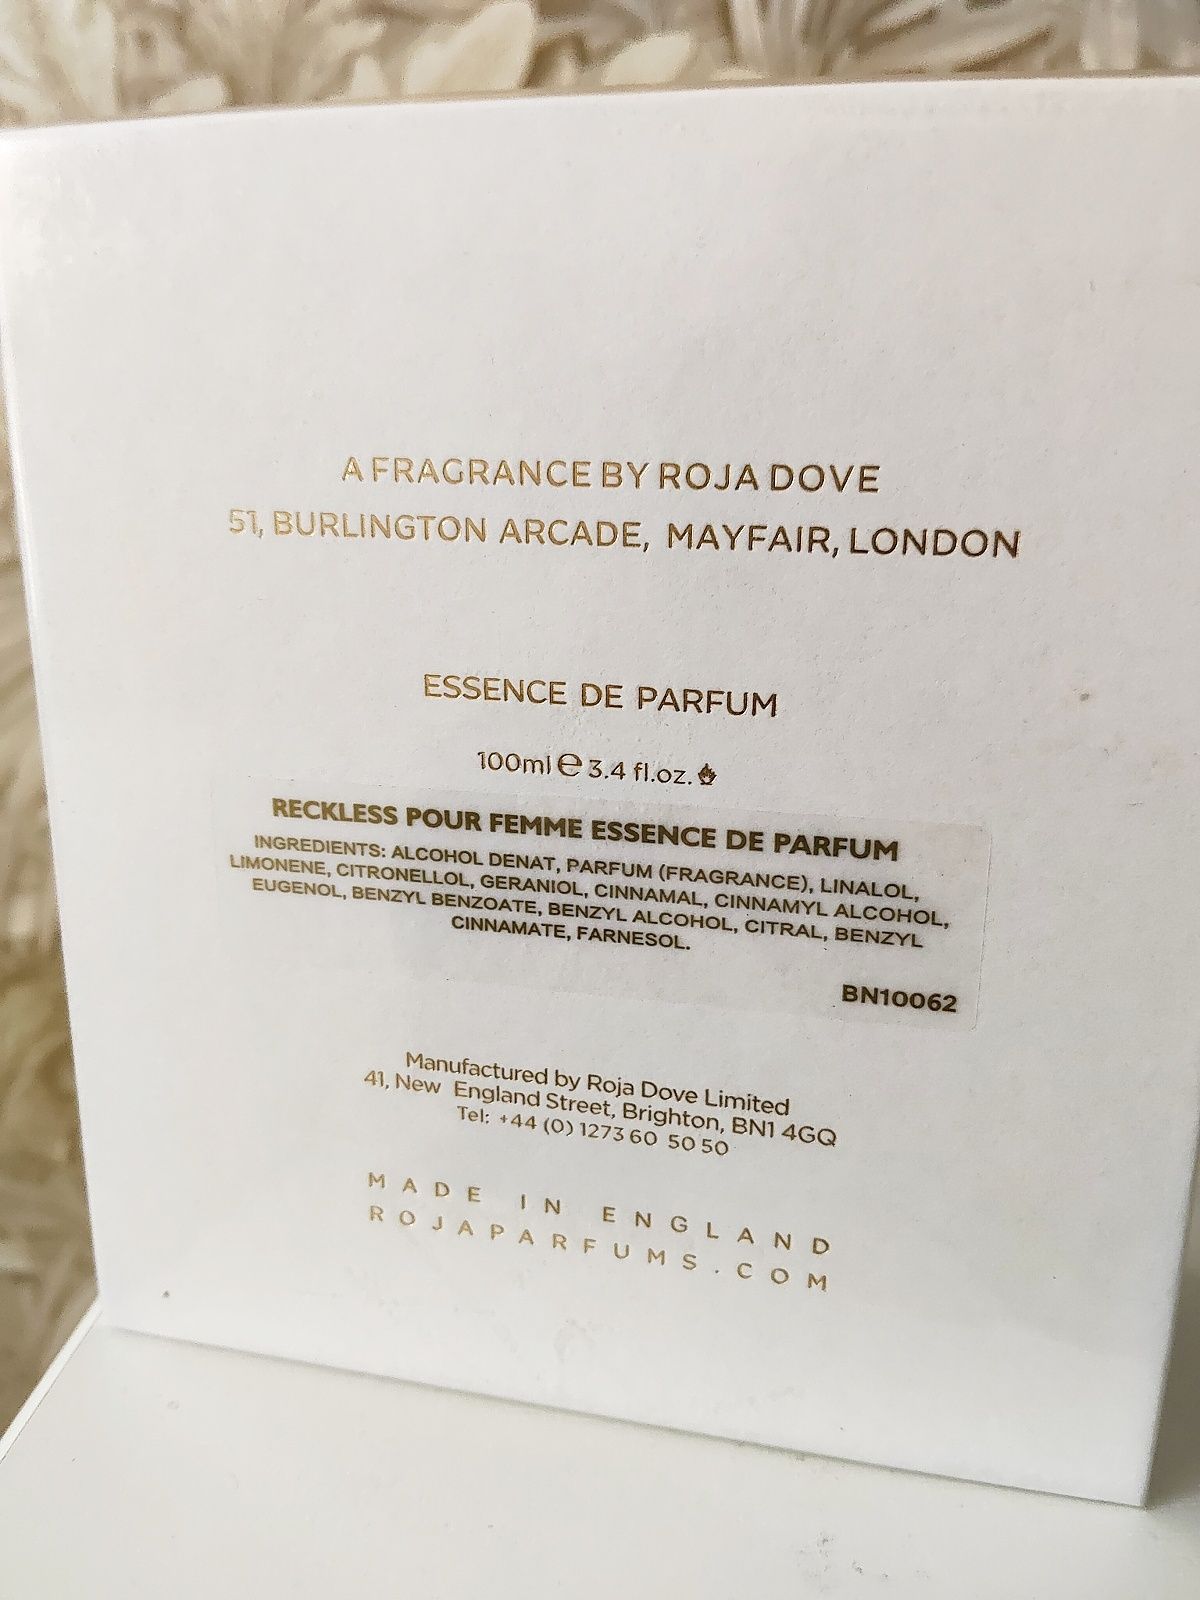 A FRAGRANCE BY ROJA DOVE
51, BURLINGTON ARCADE, MAYFAIR, LONDON
ESSENCE DE PARFUM
100ml ℮ 3.4 fl.oz.
RECKLESS POUR FEMME ESSENCE DE PARFUM
INGREDIENTS: ALCOHOL DENAT, PARFUM (FRAGRANCE), LINALOL,
LIMONENE, CITRONELLOL, GERANIOL, CINNAMAL, CINNAMYL ALCOHOL,
EUGENOL, BENZYL BENZOATE, BENZYL ALCOHOL, CITRAL, BENZYL
CINNAMATE, FARNESOL.
BN10062
Manufactured by Roja Dove Limited
41, New England Street, Brighton, BN1 4GQ
Tel: +44 (0) 1273 60 50 50
MADE IN ENGLAND
ROJAPARFUMS.COM